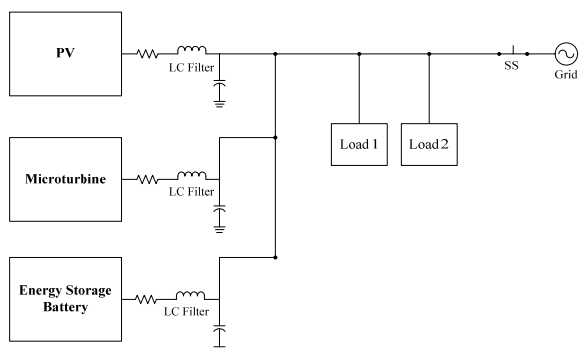 PV
LC Filter
SS
Grid
Load 1
Load 2
Microturbine
LC Filter
Energy Storage
Battery
LC Filter